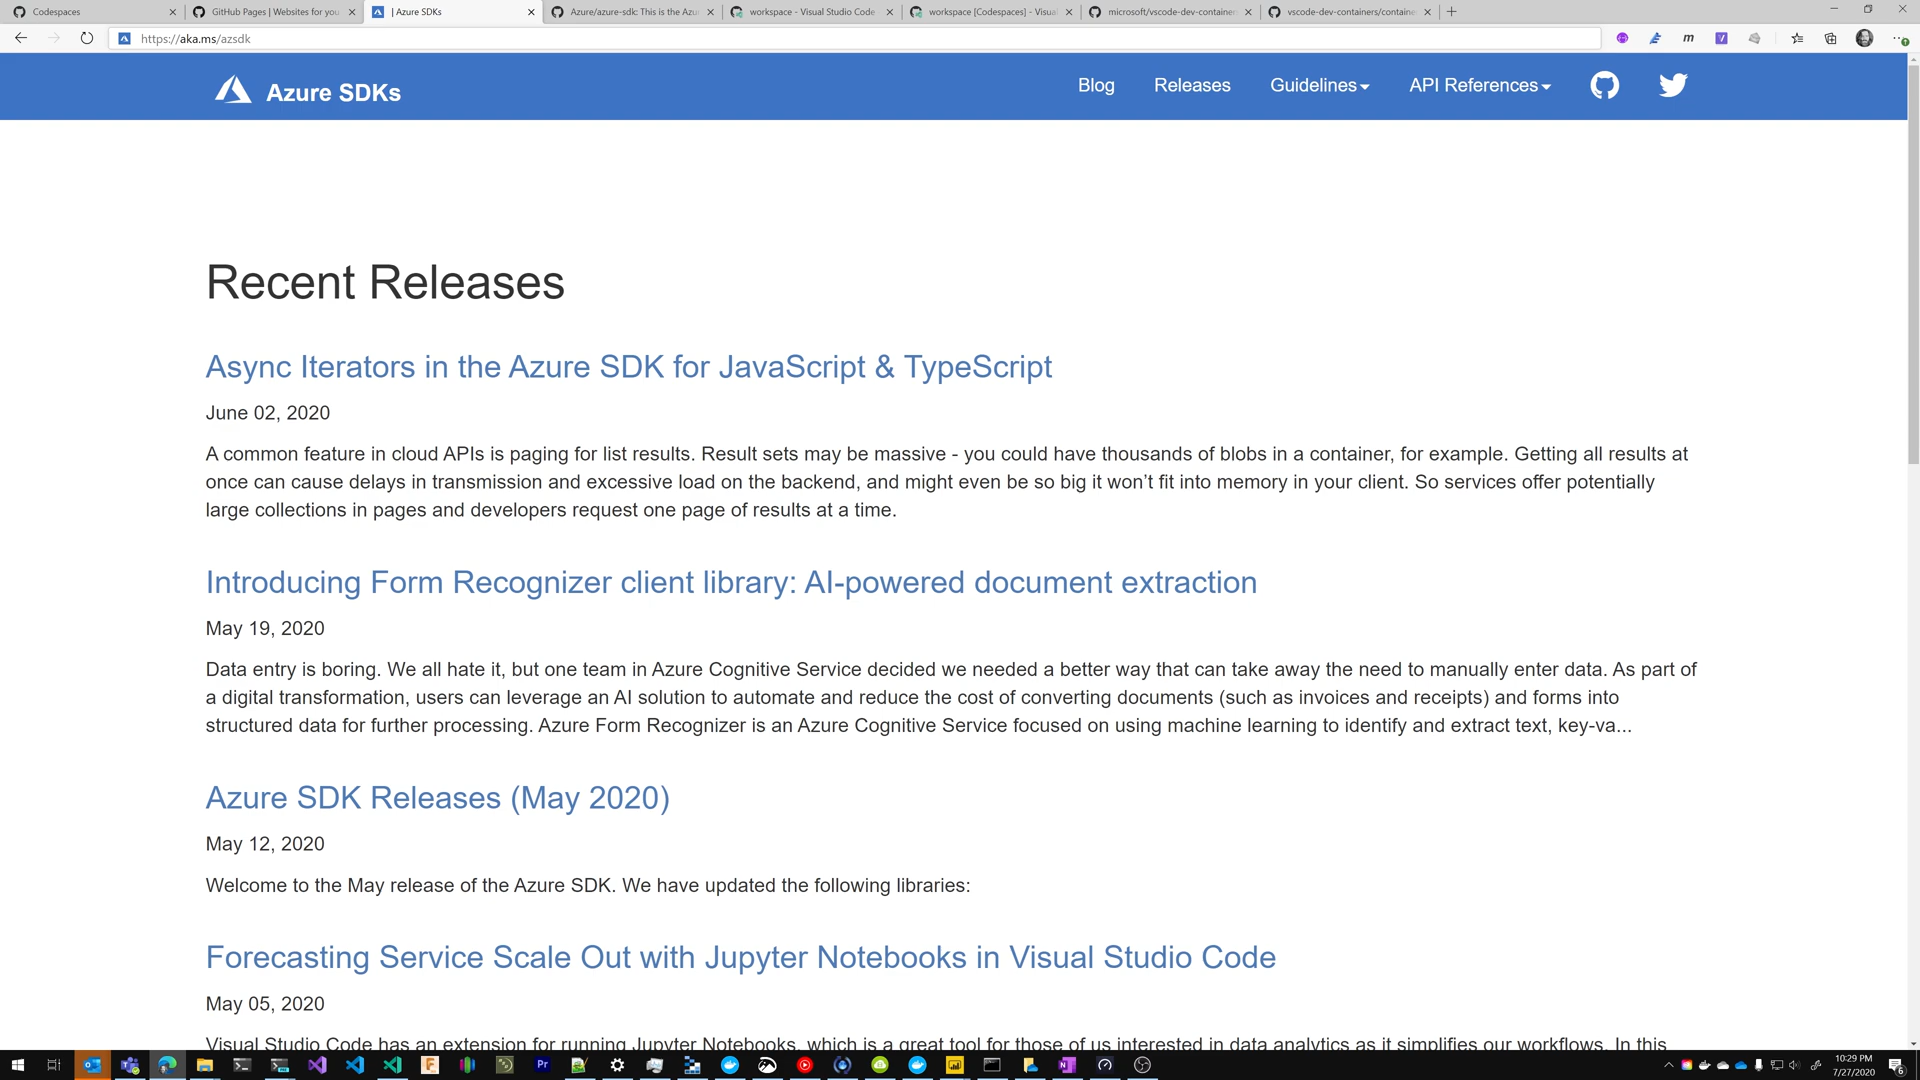 Codespaces
GitHub Pages | Websites for you
| Azure SDKs
Azure/azure-sdk: This is the Azur
workspace - Visual Studio Code -
workspace [Codespaces] - Visual
microsoft/vscode-dev-container
vscode-dev-containers/containe
https://aka.ms/azsdk
Azure SDKs
Blog
Releases
Guidelines
API References
Recent Releases
Async Iterators in the Azure SDK for JavaScript & TypeScript
June 02, 2020
A common feature in cloud APIs is paging for list results. Result sets may be massive - you could have thousands of blobs in a container, for example. Getting all results at
once can cause delays in transmission and excessive load on the backend, and might even be so big it won’t fit into memory in your client. So services offer potentially
large collections in pages and developers request one page of results at a time.
Introducing Form Recognizer client library: AI-powered document extraction
May 19, 2020
Data entry is boring. We all hate it, but one team in Azure Cognitive Service decided we needed a better way that can take away the need to manually enter data. As part of
a digital transformation, users can leverage an AI solution to automate and reduce the cost of converting documents (such as invoices and receipts) and forms into
structured data for further processing. Azure Form Recognizer is an Azure Cognitive Service focused on using machine learning to identify and extract text, key-va...
Azure SDK Releases (May 2020)
May 12, 2020
Welcome to the May release of the Azure SDK. We have updated the following libraries:
Forecasting Service Scale Out with Jupyter Notebooks in Visual Studio Code
May 05, 2020
Visual Studio Code has an extension for running Jupyter Notebooks, which is a great tool for those of us interested in data analytics as it simplifies our workflows. In this
10:29 PM
7/27/2020